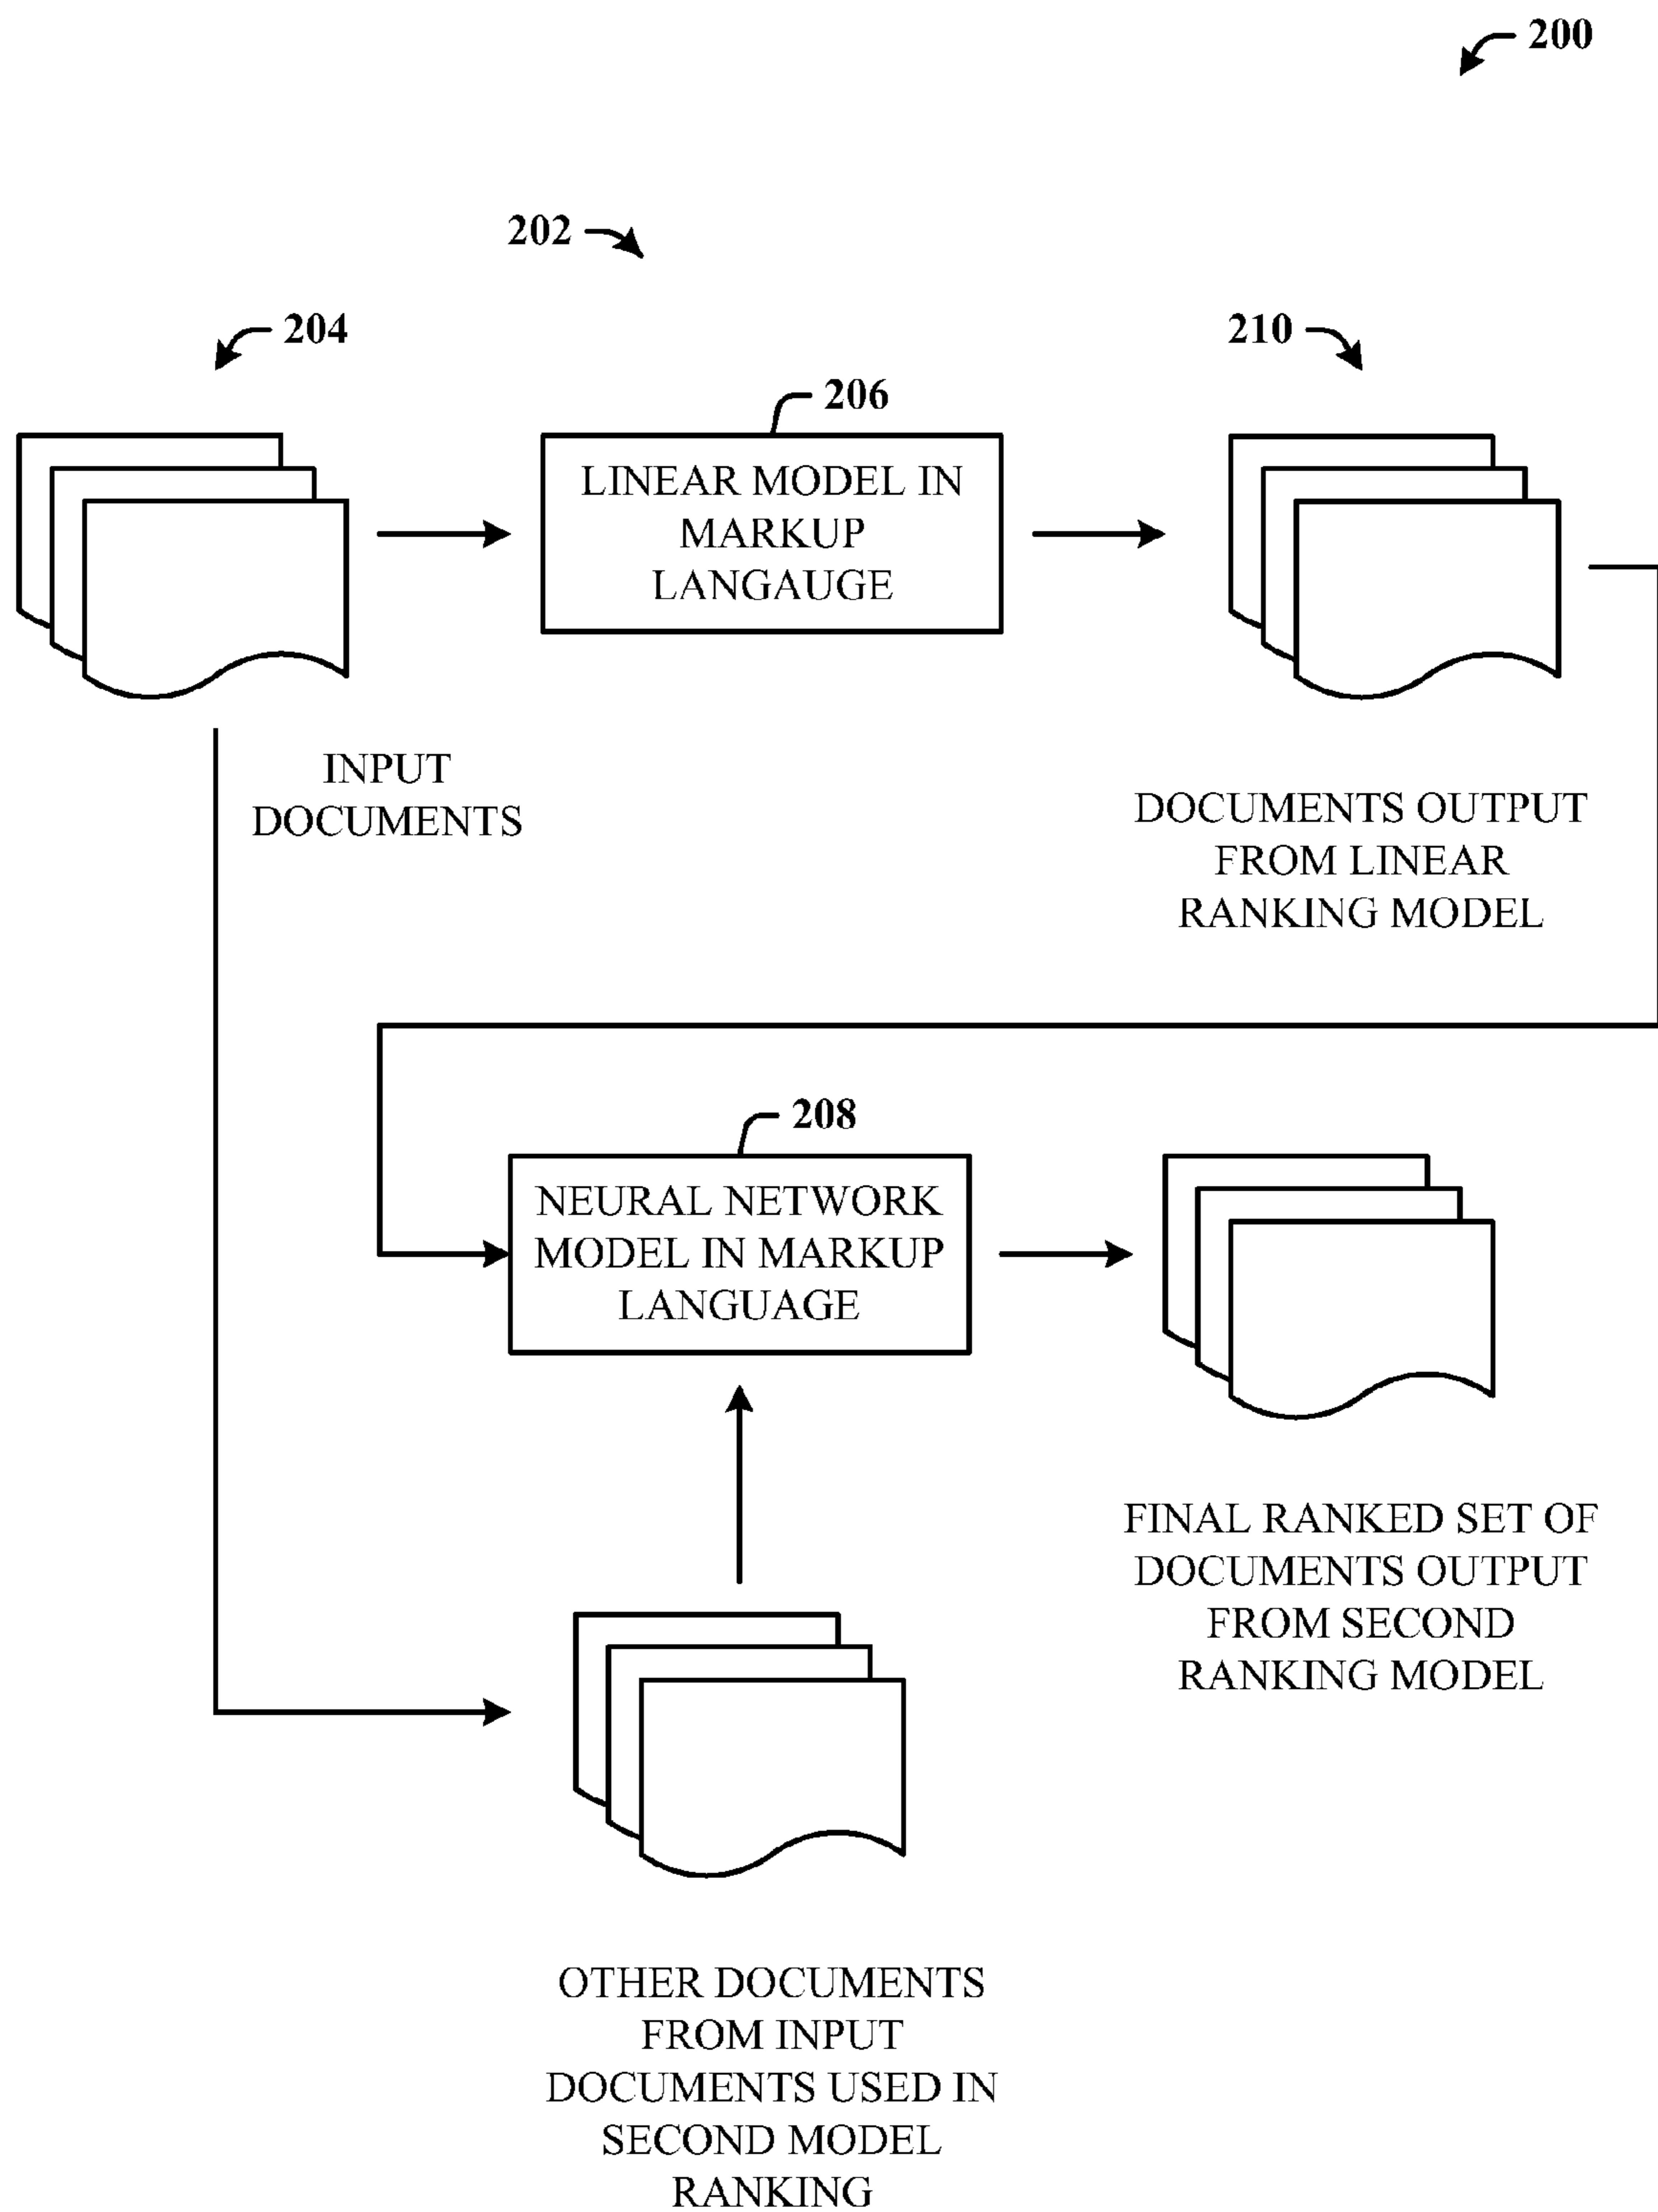 200
202
204
210
206
LINEAR MODEL IN
MARKUP
LANGAUGE
INPUT
DOCUMENTS
DOCUMENTS OUTPUT
FROM LINEAR
RANKING MODEL
208
NEURAL NETWORK
MODEL IN MARKUP
LANGUAGE
FINAL RANKED SET OF
DOCUMENTS OUTPUT
FROM SECOND
RANKING MODEL
OTHER DOCUMENTS
FROM INPUT
DOCUMENTS USED IN
SECOND MODEL
RANKING